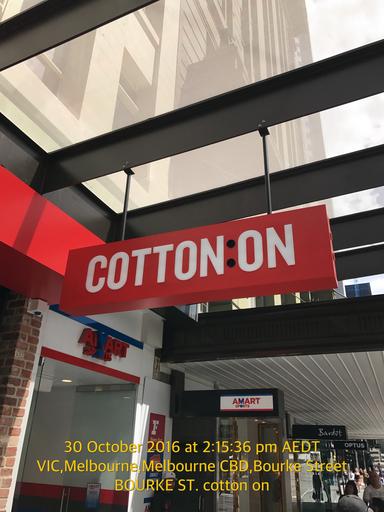 COTTON:ON
AMART
SPORTS
AMART
SPORTS
Bardot
OPTUS
30 October 2016 at 2:15:36 pm AEDT
VIC,Melbourne,Melbourne CBD,Bourke Street
BOURKE ST. cotton on